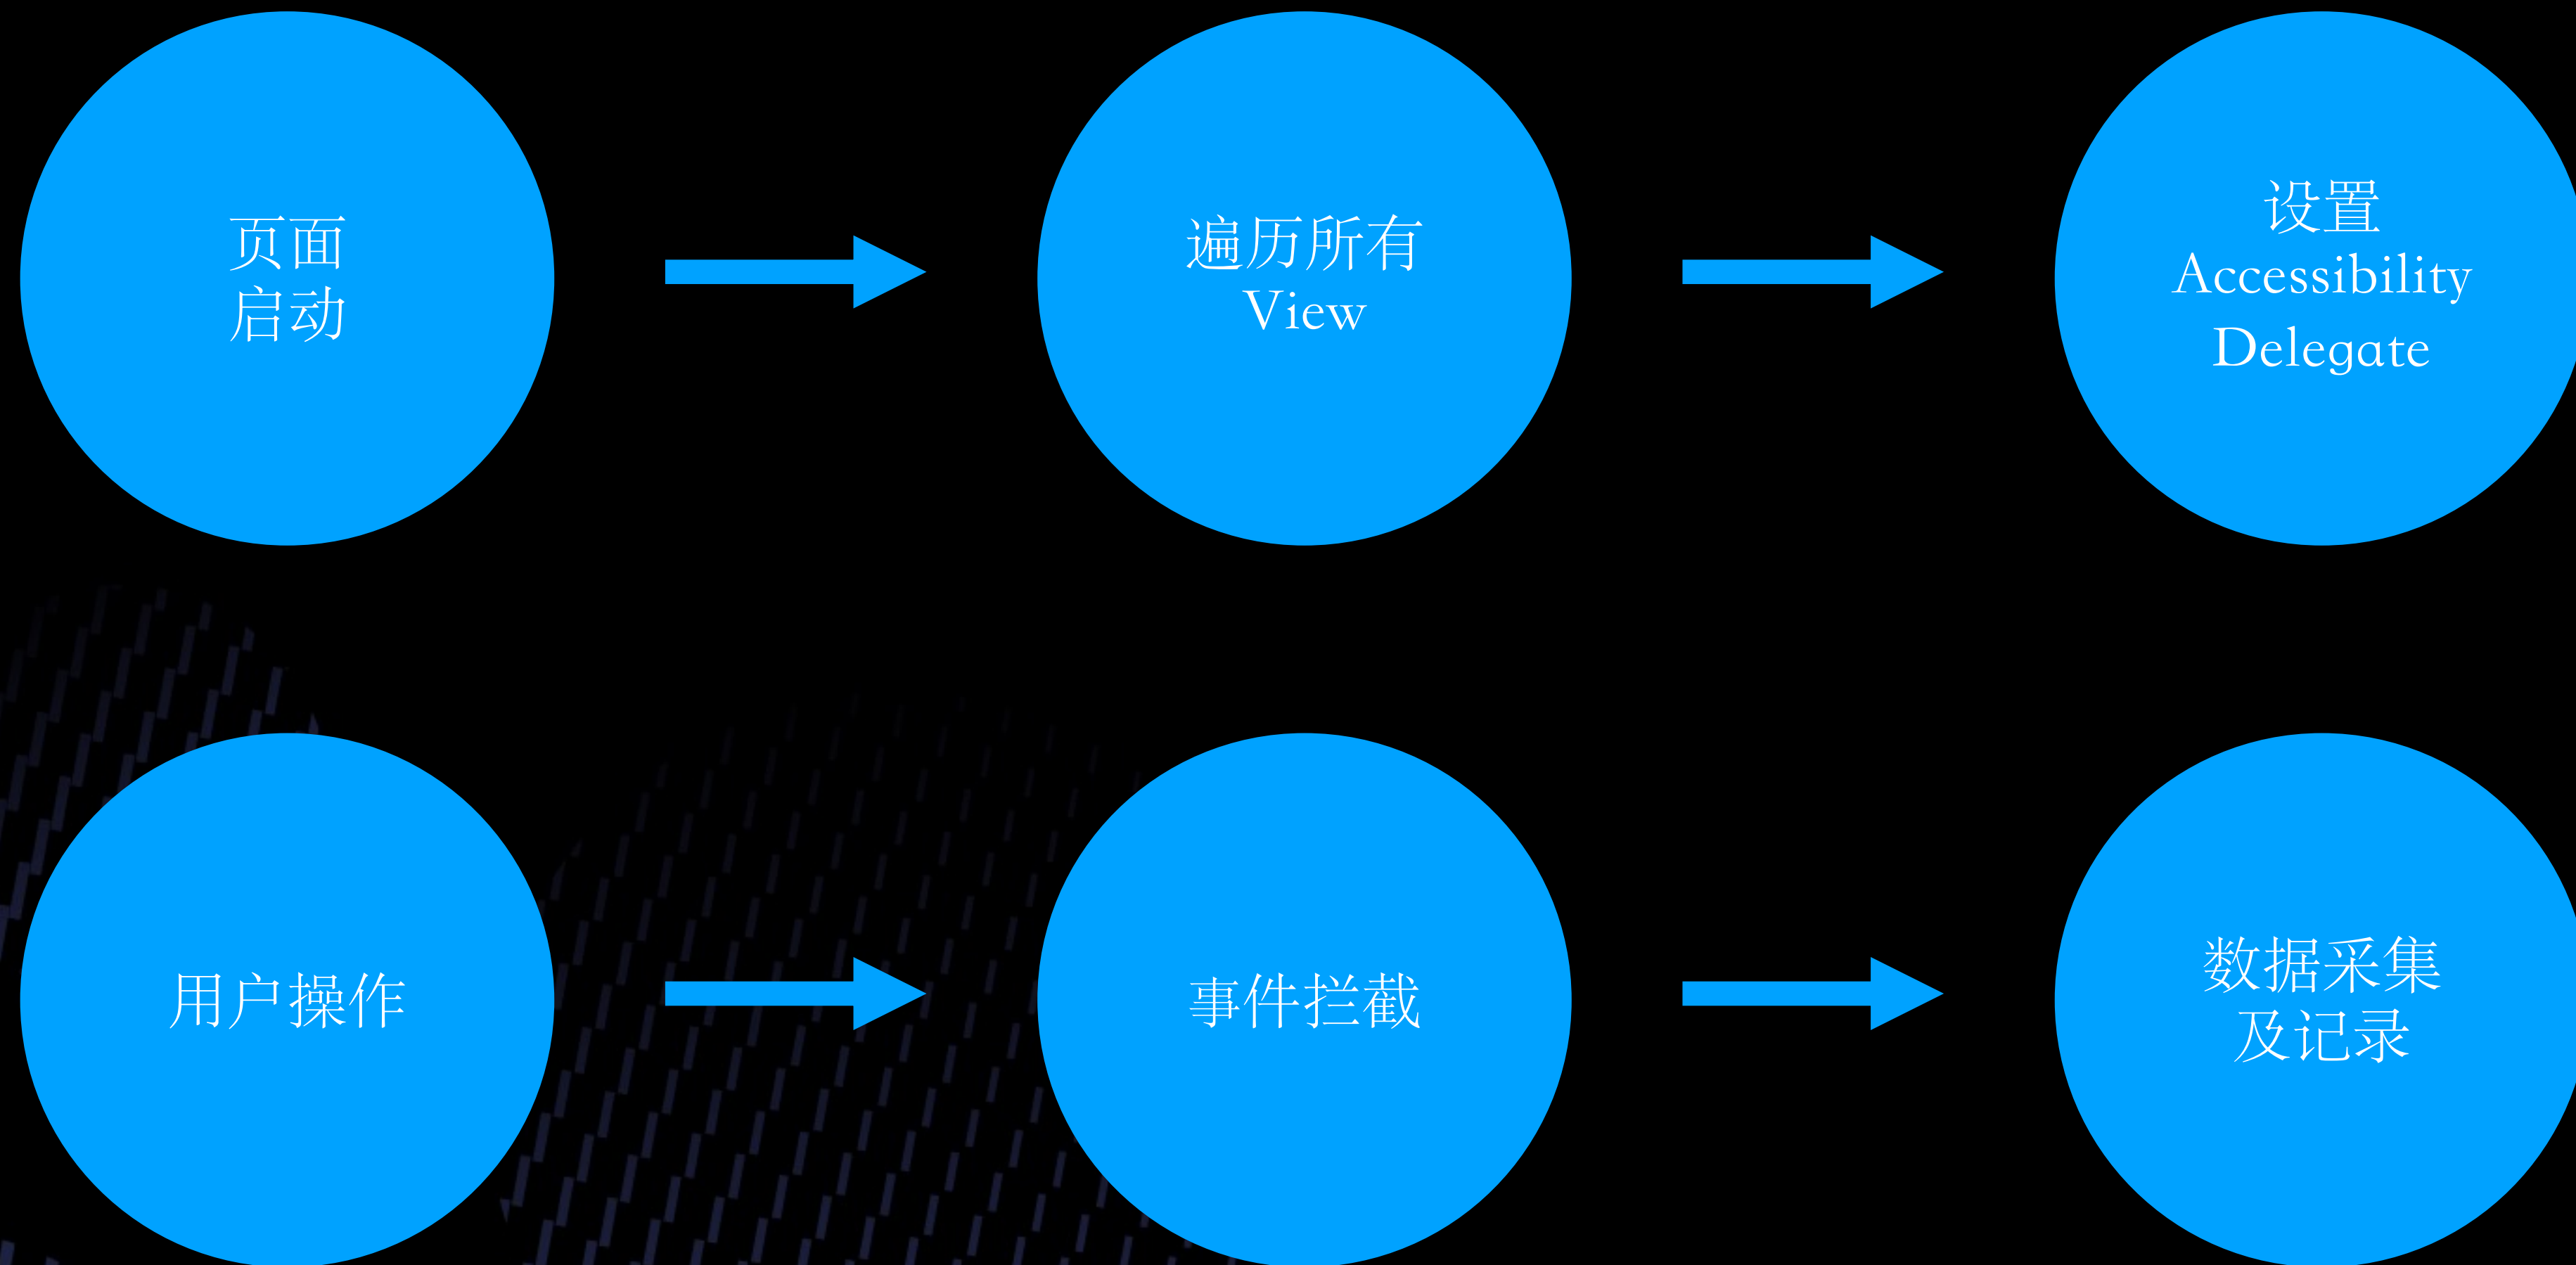 页面
启动
遍历所有
View
设置
Accessibility
Delegate
用户操作
事件拦截
数据采集
及记录